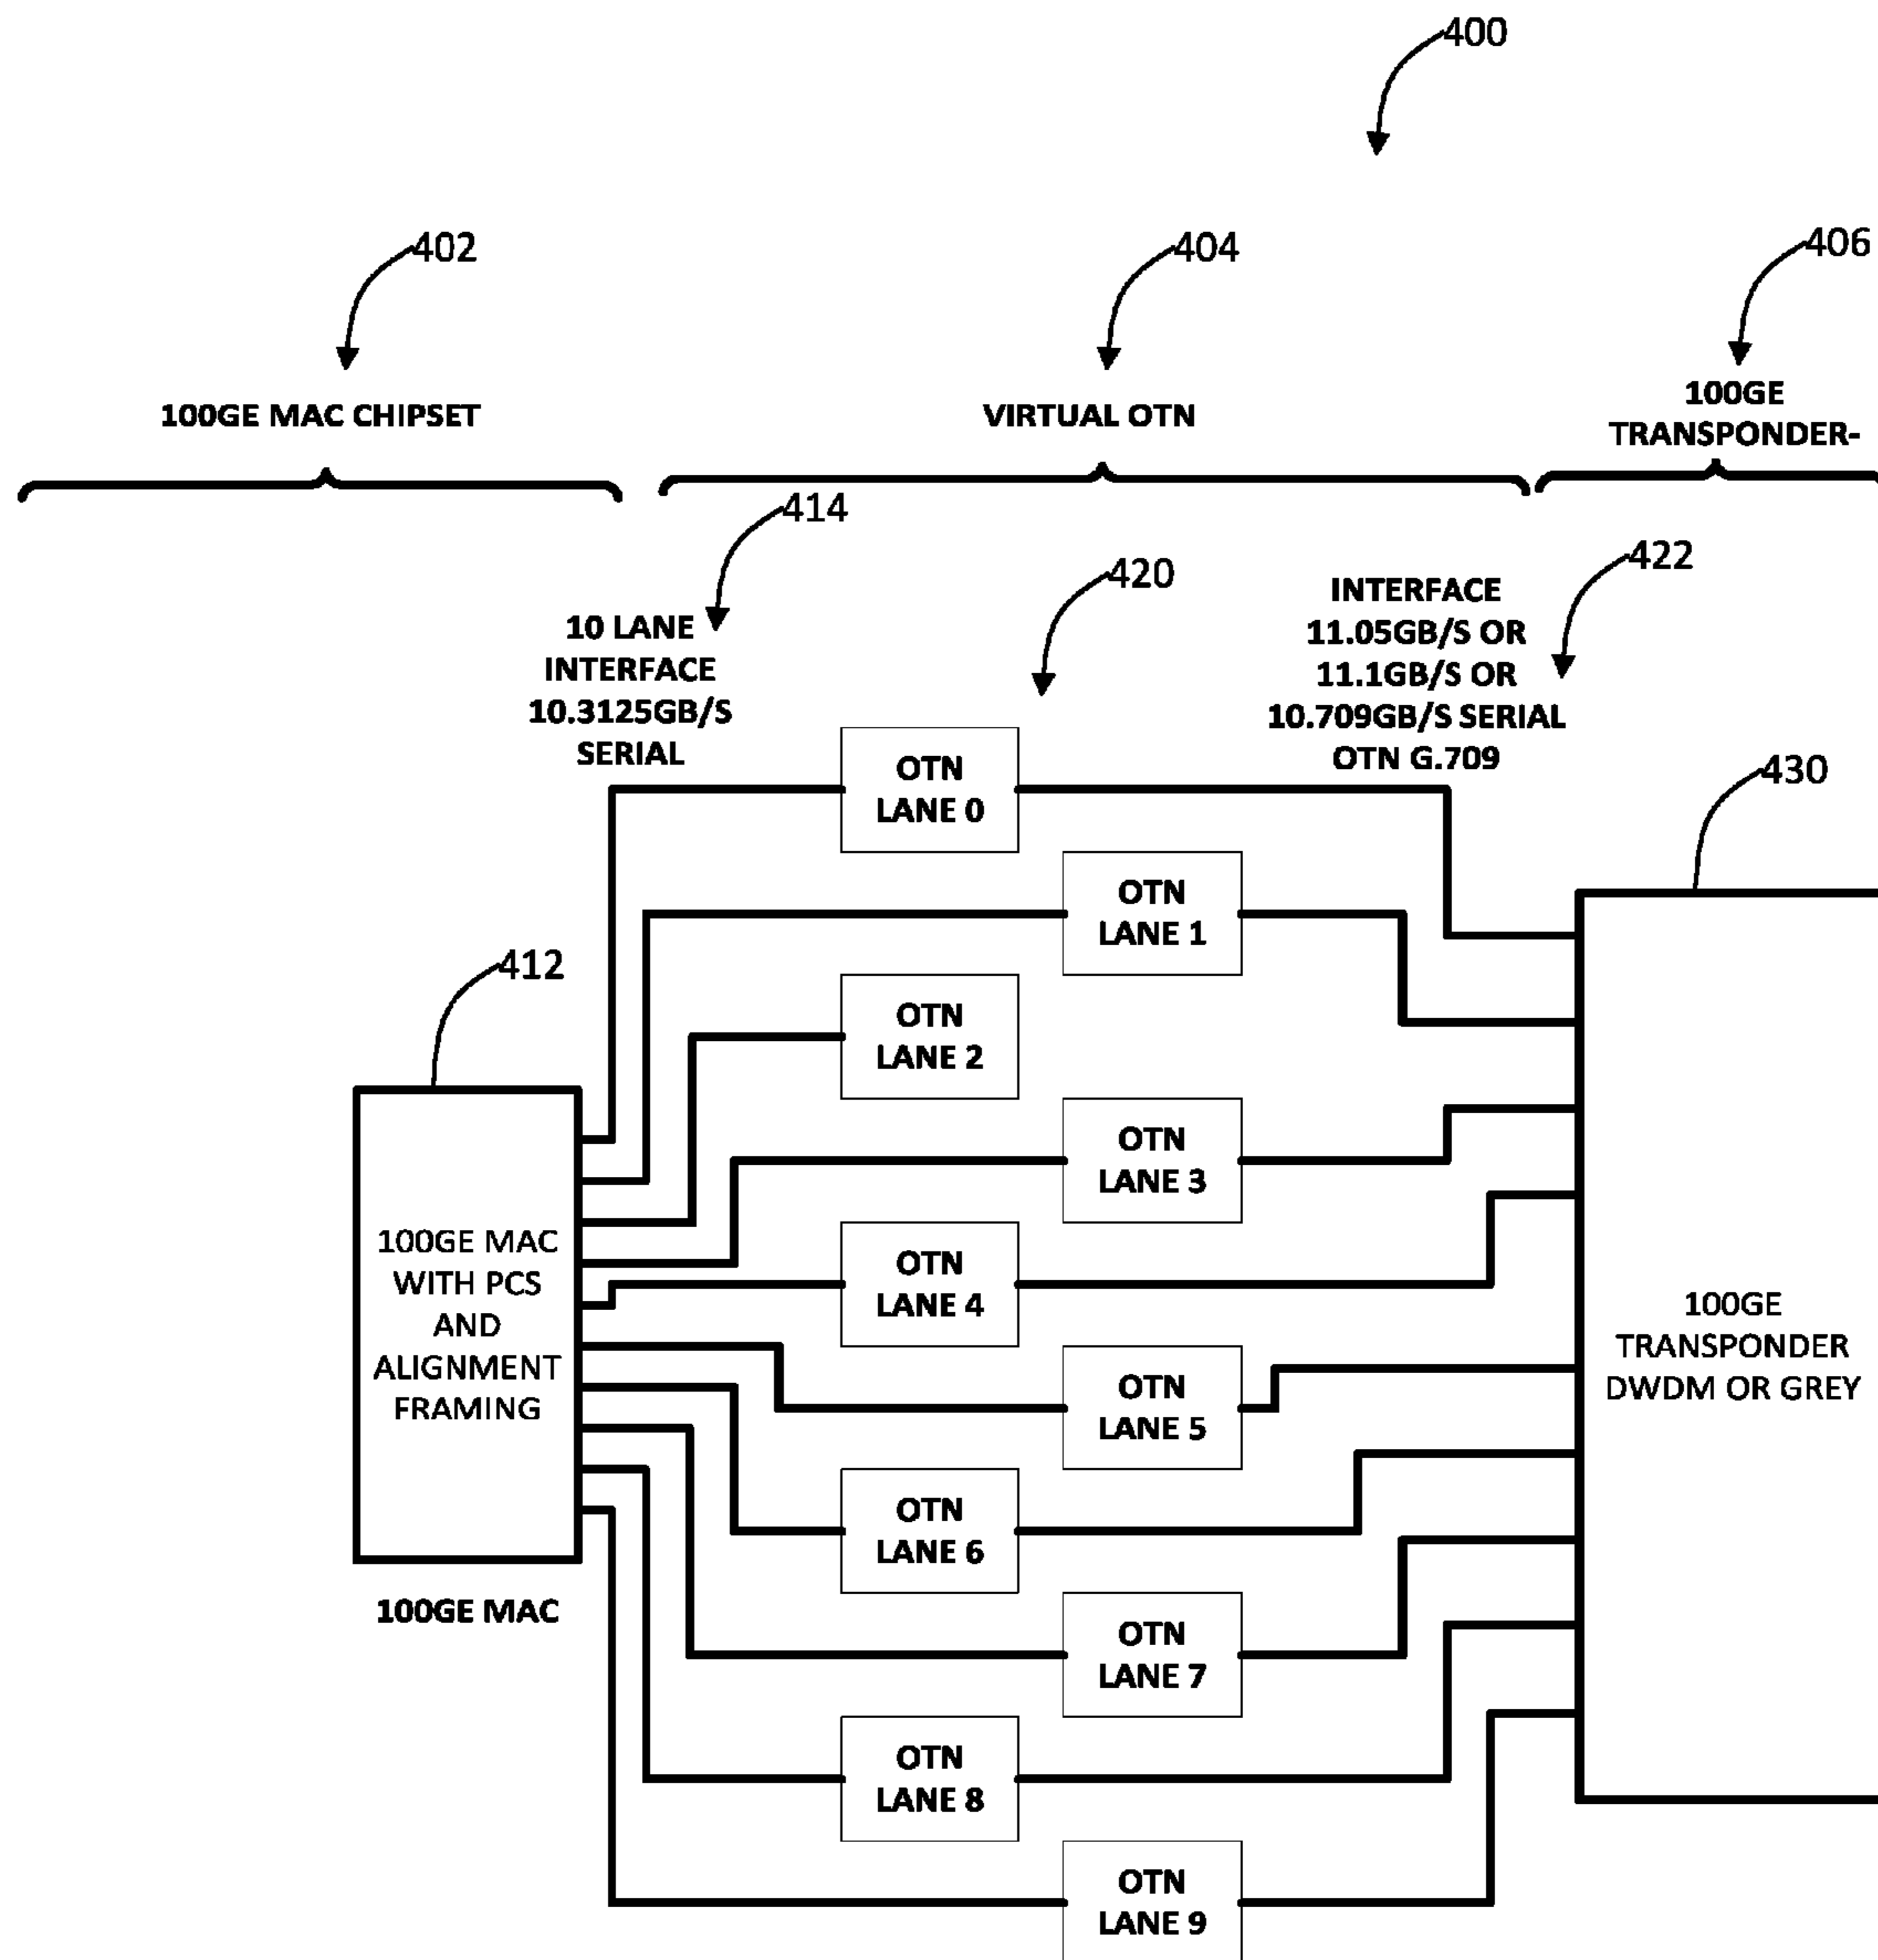 400
402
404
406
100GE MAC CHIPSET
VIRTUAL OTN
100GE
TRANSPONDER-
414
420
422
10 LANE
INTERFACE
10.3125GB/S
SERIAL
INTERFACE
11.05GB/S OR
11.1GB/S OR
10.709GB/S SERIAL
OTN G.709
430
412
OTN
LANE 0
OTN
LANE 1
OTN
LANE 2
OTN
LANE 3
OTN
LANE 4
OTN
LANE 5
OTN
LANE 6
OTN
LANE 7
OTN
LANE 8
OTN
LANE 9
100GE MAC
WITH PCS
AND
ALIGNMENT
FRAMING
100GE MAC
100GE
TRANSPONDER
DWDM OR GREY